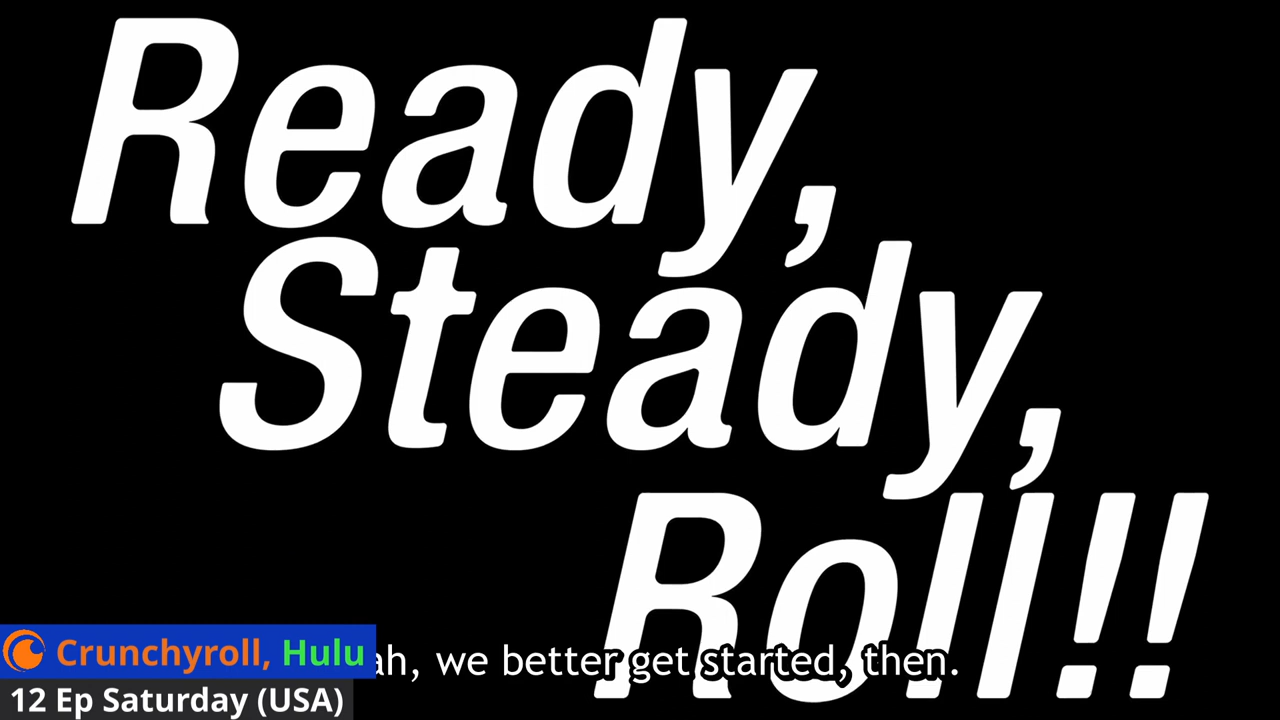 Ready,
Steady,
Roll!!
Crunchyroll, Hulu
ah, we better get started, then.
12 Ep Saturday (USA)